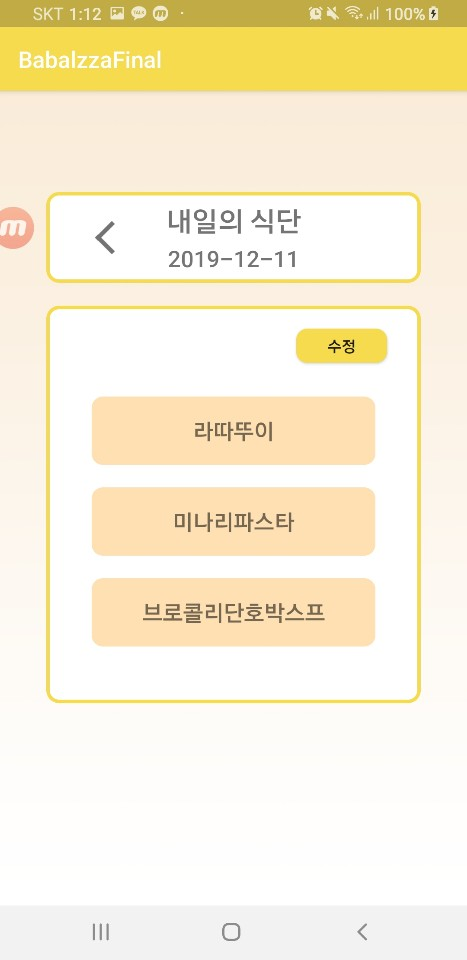 SKT 1:12
100%
BabalzzaFinal
m
내일의 식단
2019-12-11
수정
라따뚜이
미나리파스타
브로콜리단호박스프